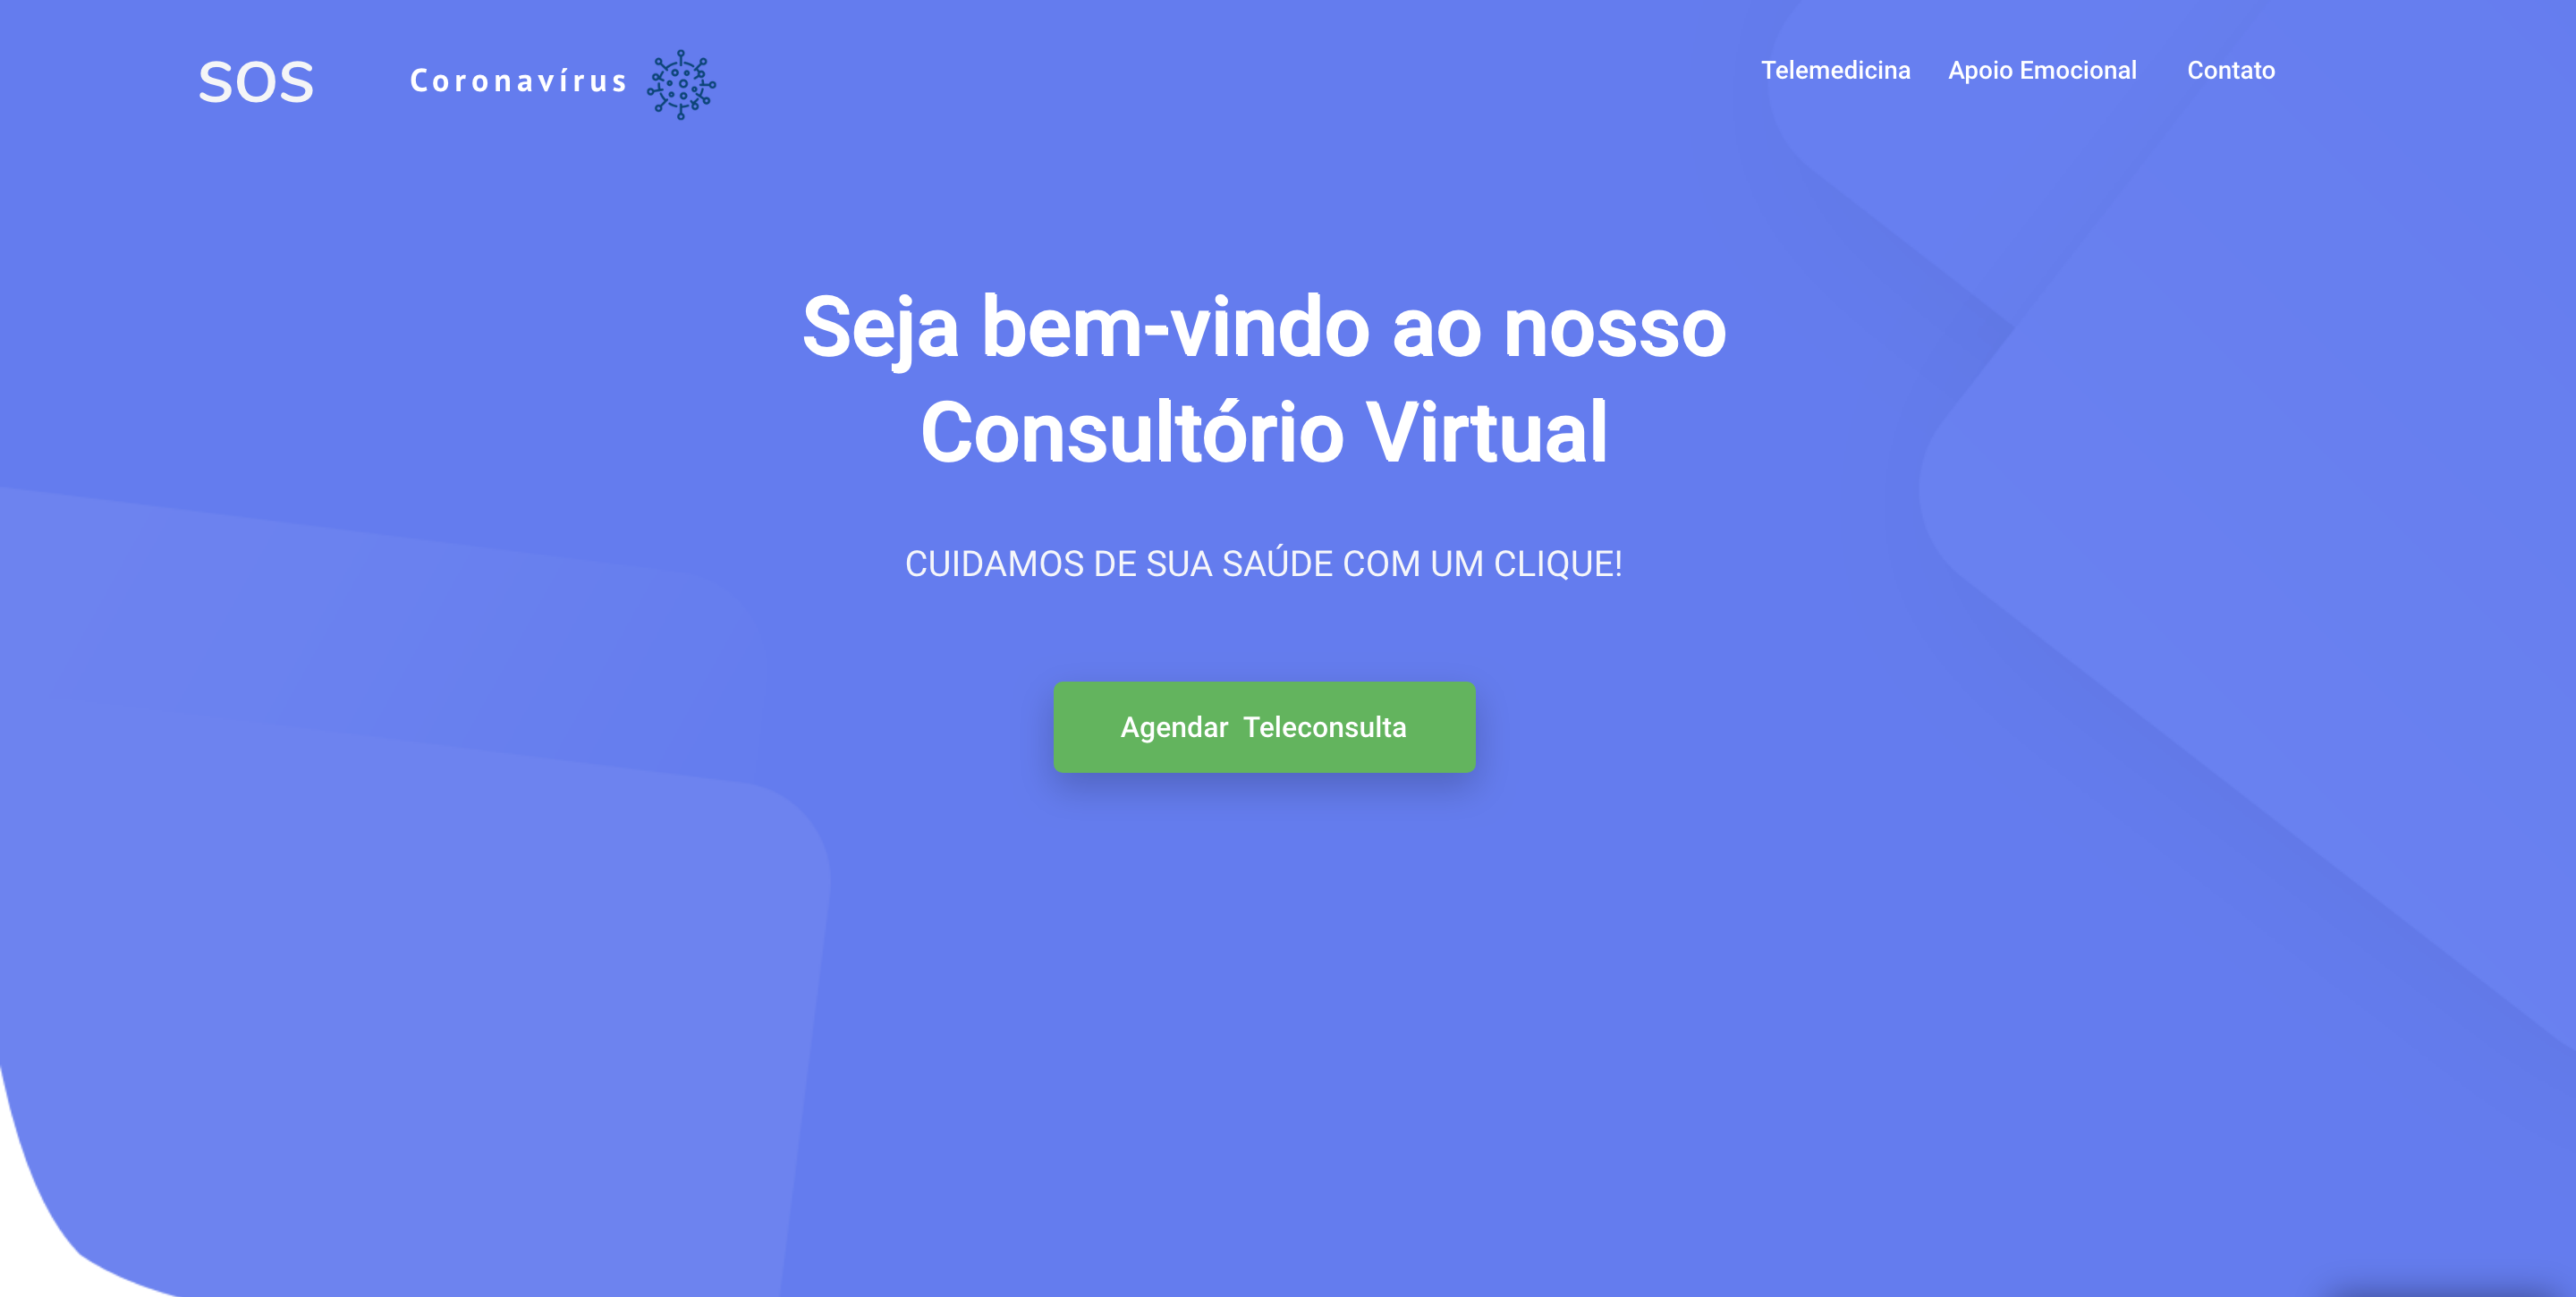 SOS
Coronavírus
Telemedicina
Apoio Emocional
Contato
Seja bem-vindo ao nosso
Consultório Virtual
CUIDAMOS DE SUA SAÚDE COM UM CLIQUE!
Agendar Teleconsulta